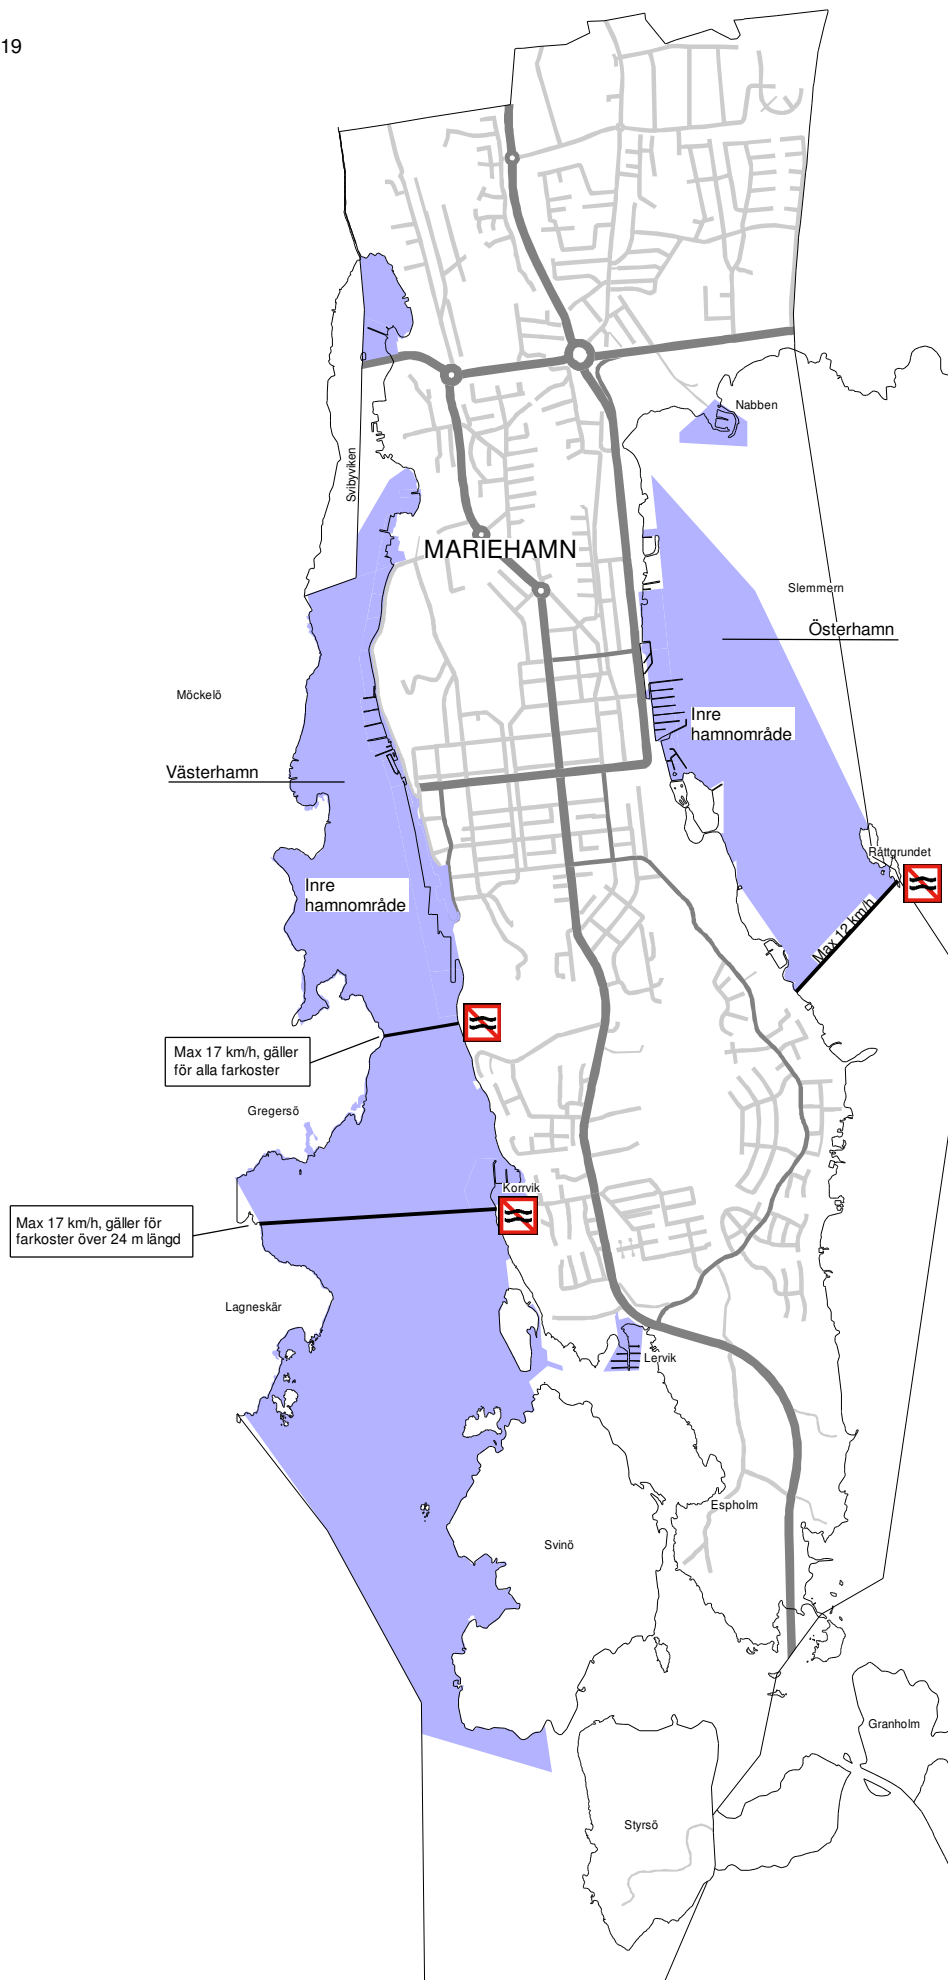 19
Nabben
Svibyviken
MARIEHAMN
Slemmern
Österhamn
Möckelö
Inre
hamnområde
Västerhamn
Råttgrundet
Inre
hamnområde
Max 12 km/h
Max 17 km/h, gäller
för alla farkoster
Gregersö
Korrvik
Max 17 km/h, gäller för
farkoster över 24 m längd
Lagneskär
Lervik
Espholm
Svinö
Granholm
Styrsö